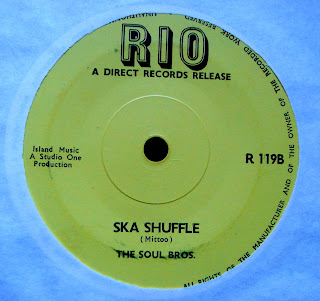 RIO
A DIRECT RECORDS RELEASE
Island Music
A Studio One
Production
R 119B
SKA SHUFFLE
(Mittoo)
THE SOUL BROS.
ALL RIGHTS OF THE MANUFACTURER AND OF THE OWNER OF THE RECORDED WORK RESERVED